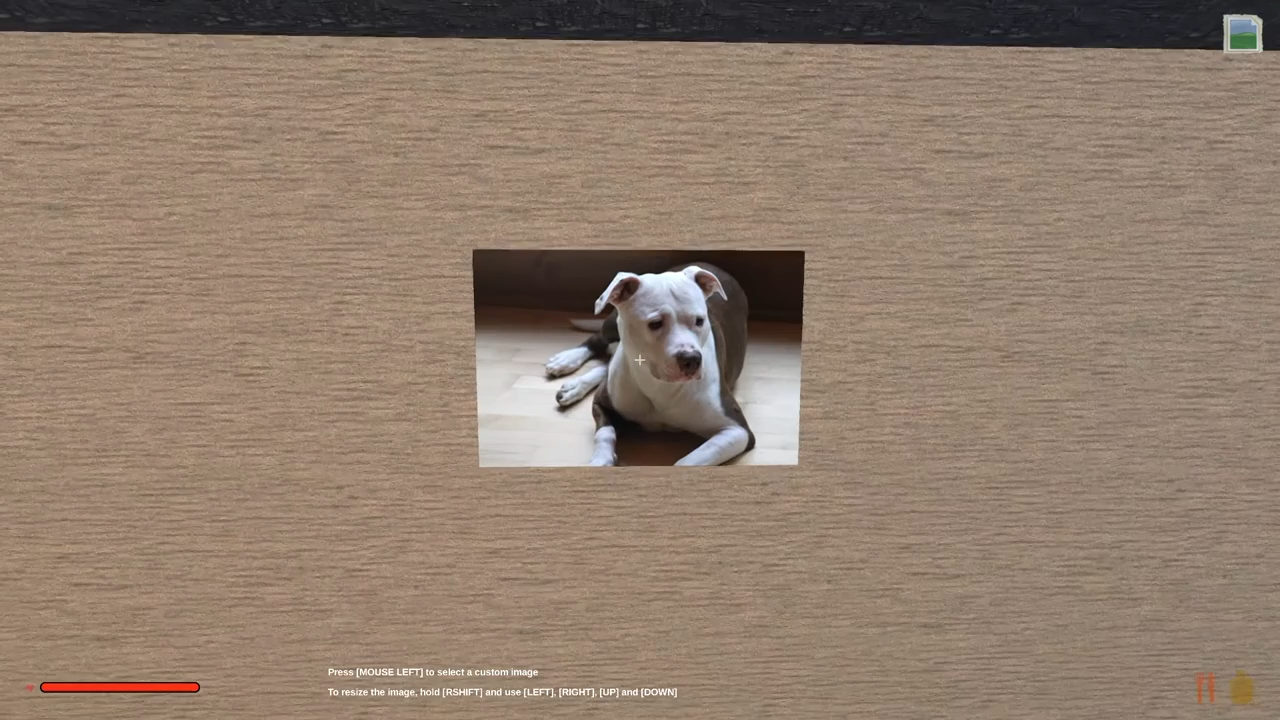 Press [MOUSE LEFT] to select a custom image
To resize the image, hold [RSHIFT] and use [LEFT], [RIGHT], [UP] and [DOWN]